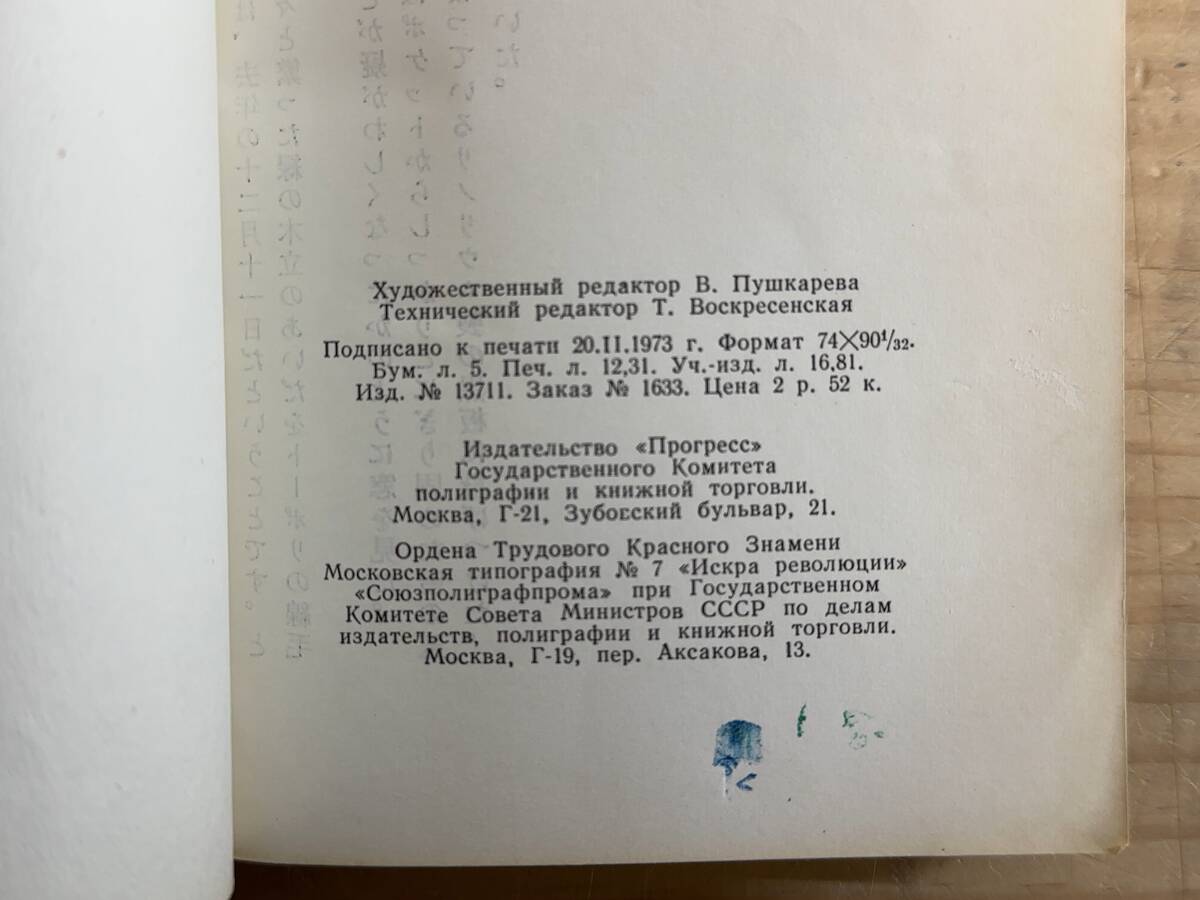 Художественный редактор В. Пушкарева
Технический редактор Т. Воскресенская
Подписано к печати 20.II.1973 г. Формат 74×90¹/₃₂.
Бум. л. 5. Печ. л. 12,31. Уч.-изд. л. 16,81.
Изд. № 13711. Заказ № 1633. Цена 2 р. 52 к.
Издательство «Прогресс»
Государственного Комитета
полиграфии и книжной торговли.
Москва, Г-21, Зубовский бульвар, 21.
Ордена Трудового Красного Знамени
Московская типография № 7 «Искра революции»
«Союзполиграфпрома» при Государственном
Комитете Совета Министров СССР по делам
издательств, полиграфии и книжной торговли.
Москва, Г-19, пер. Аксакова, 13.